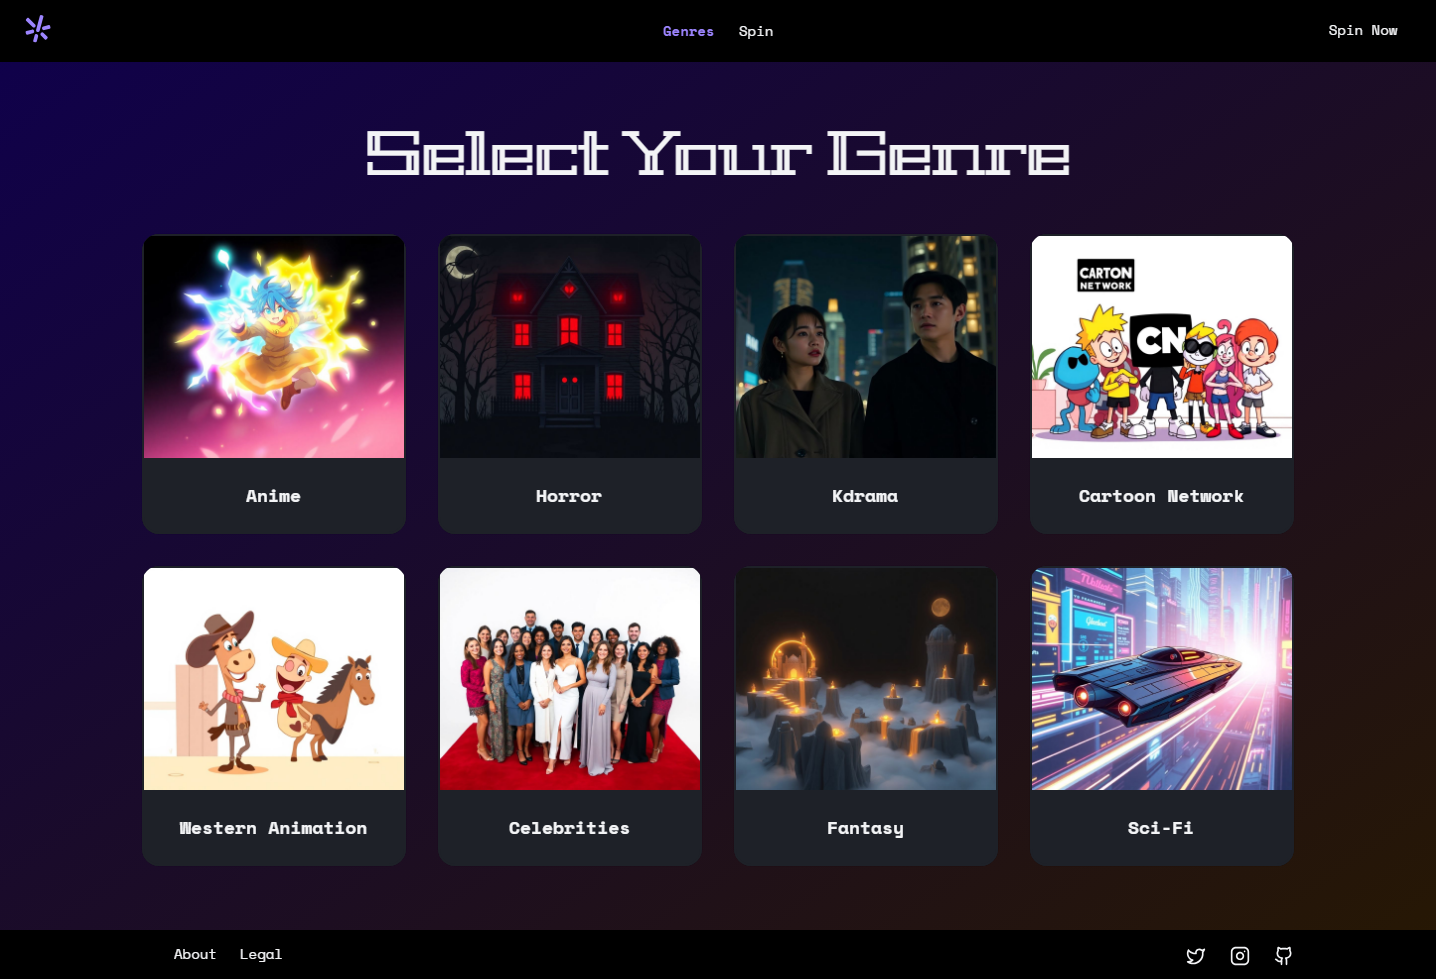 Genres Spin
Spin Now
Select Your Genre
CARTON
NETWORK
CN
Anime
Horror
Kdrama
Cartoon Network
Western Animation
Celebrities
Fantasy
Sci-Fi
About Legal